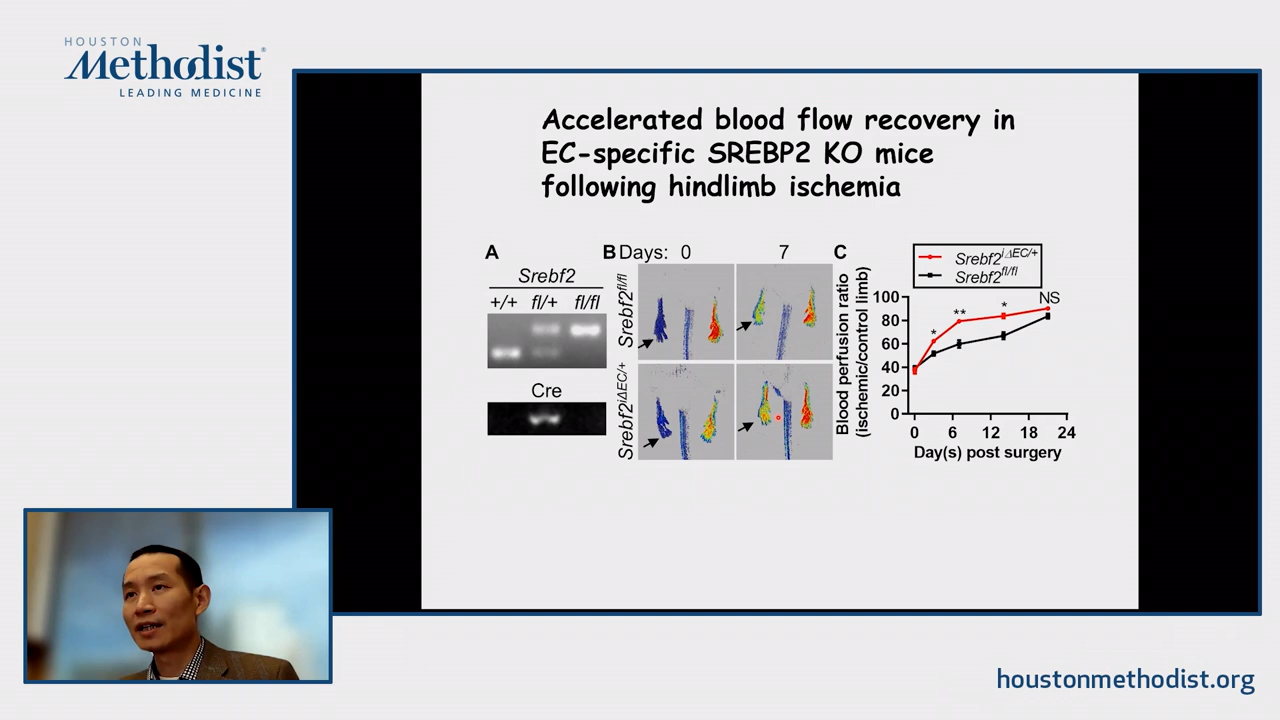 HOUSTON
Methodist®
LEADING MEDICINE
Accelerated blood flow recovery in
EC-specific SREBP2 KO mice
following hindlimb ischemia
A
Srebf2
+/+ fl/+ fl/fl
Cre
B Days: 0 7
Srebf2fl/fl
Srebf2iΔEC/+
C
Srebf2iΔEC/+
Srebf2fl/fl
Blood perfusion ratio
(ischemic/control limb)
100
80
60
40
20
0
* ** * NS
0 6 12 18 24
Day(s) post surgery
houstonmethodist.org